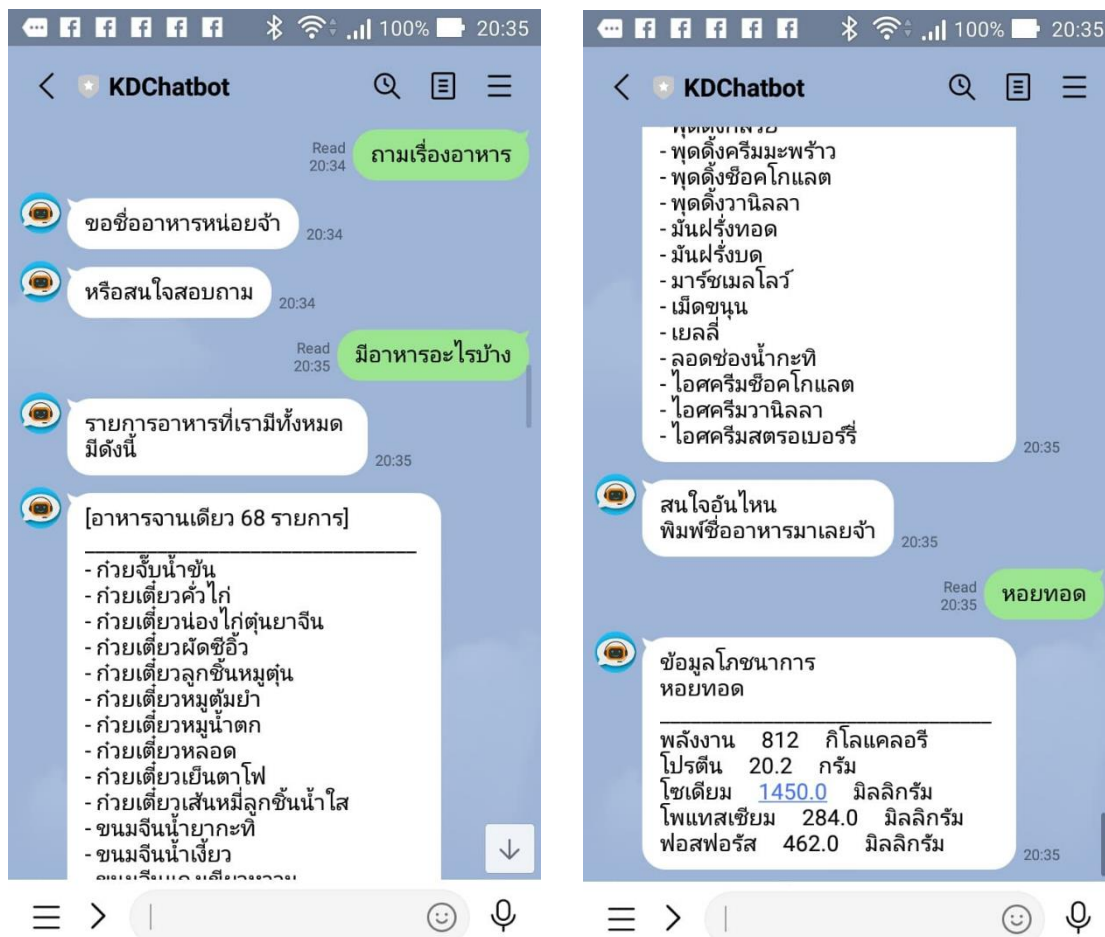 100% 20:35
KDChatbot
Read
20:34
ถามเรื่องอาหาร
ขอชื่ออาหารหน่อยจ้า
20:34
หรือสนใจสอบถาม
20:34
Read
20:35
มีอาหารอะไรบ้าง
รายการอาหารที่เรามีทั้งหมด
มีดังนี้
20:35
[อาหารจานเดียว 68 รายการ]
- ก๋วยจั๊บน้ำข้น
- ก๋วยเตี๋ยวคั่วไก่
- ก๋วยเตี๋ยวน่องไก่ตุ๋นยาจีน
- ก๋วยเตี๋ยวผัดซีอิ๊ว
- ก๋วยเตี๋ยวลูกชิ้นหมูตุ๋น
- ก๋วยเตี๋ยวหมูต้มยำ
- ก๋วยเตี๋ยวหมูน้ำตก
- ก๋วยเตี๋ยวหลอด
- ก๋วยเตี๋ยวเย็นตาโฟ
- ก๋วยเตี๋ยวเส้นหมี่ลูกชิ้นน้ำใส
- ขนมจีนน้ำยากะทิ
- ขนมจีนน้ำเงี้ยว
100% 20:35
KDChatbot
- พุดดิ้งครีมมะพร้าว
- พุดดิ้งช็อคโกแลต
- พุดดิ้งวานิลลา
- มันฝรั่งทอด
- มันฝรั่งบด
- มาร์ชเมลโลว์
- เม็ดขนุน
- เยลลี่
- ลอดช่องน้ำกะทิ
- ไอศครีมช็อคโกแลต
- ไอศครีมวานิลลา
- ไอศครีมสตรอเบอร์รี่
20:35
สนใจอันไหน
พิมพ์ชื่ออาหารมาเลยจ้า
20:35
Read
20:35
หอยทอด
ข้อมูลโภชนาการ
หอยทอด
พลังงาน 812 กิโลแคลอรี
โปรตีน 20.2 กรัม
โซเดียม 1450.0 มิลลิกรัม
โพแทสเซียม 284.0 มิลลิกรัม
ฟอสฟอรัส 462.0 มิลลิกรัม
20:35